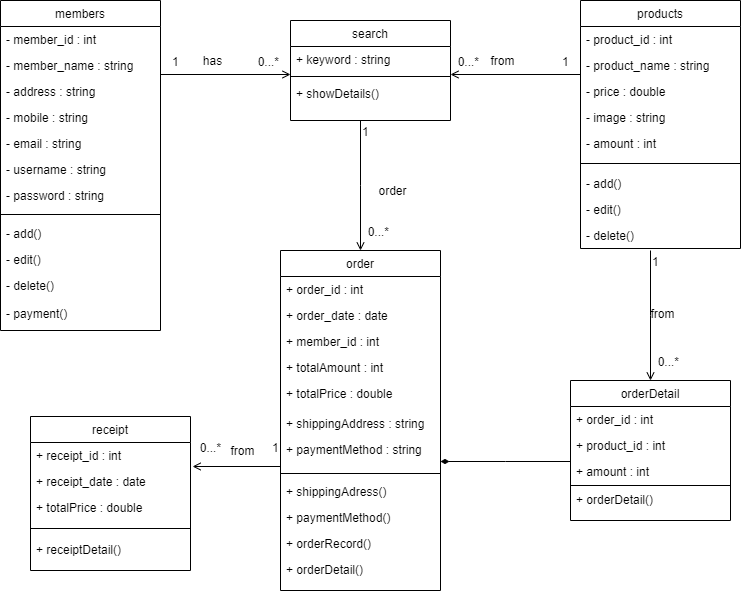 members
- member_id : int
- member_name : string
- address : string
- mobile : string
- email : string
- username : string
- password : string
- add()
- edit()
- delete()
- payment()
1 has 0...*
search
+ keyword : string
+ showDetails()
0...* from 1
products
- product_id : int
- product_name : string
- price : double
- image : string
- amount : int
- add()
- edit()
- delete()
1
order
0...*
1
from
0...*
order
+ order_id : int
+ order_date : date
+ member_id : int
+ totalAmount : int
+ totalPrice : double
+ shippingAddress : string
+ paymentMethod : string
+ shippingAdress()
+ paymentMethod()
+ orderRecord()
+ orderDetail()
orderDetail
+ order_id : int
+ product_id : int
+ amount : int
+ orderDetail()
0...* from 1
receipt
+ receipt_id : int
+ receipt_date : date
+ totalPrice : double
+ receiptDetail()